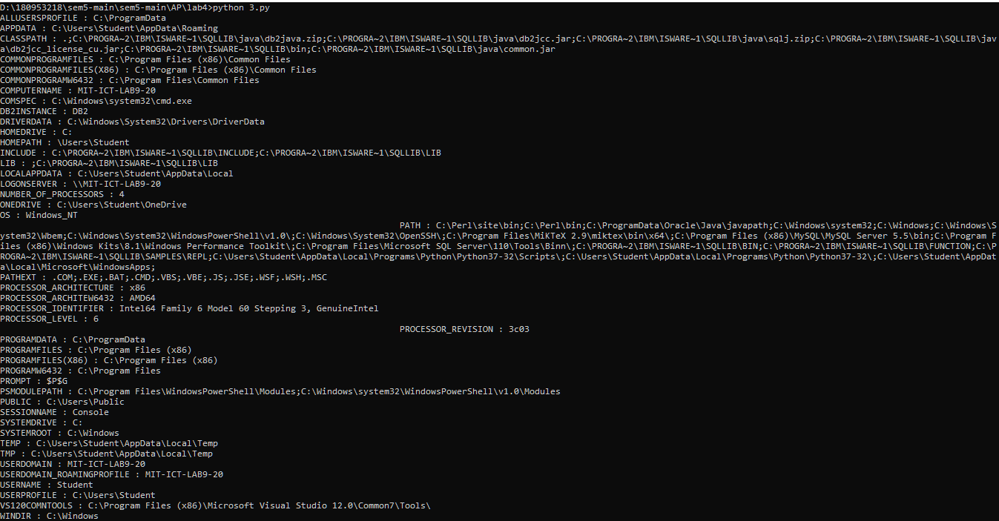 D:\180953218\sem5-main\sem5-main\AP\lab4>python 3.py
ALLUSERSPROFILE : C:\ProgramData
APPDATA : C:\Users\Student\AppData\Roaming
CLASSPATH : .;C:\PROGRA~2\IBM\ISWARE~1\SQLLIB\java\db2java.zip;C:\PROGRA~2\IBM\ISWARE~1\SQLLIB\java\db2jcc.jar;C:\PROGRA~2\IBM\ISWARE~1\SQLLIB\java\sqlj.zip;C:\PROGRA~2\IBM\ISWARE~1\SQLLIB\jav
a\db2jcc_license_cu.jar;C:\PROGRA~2\IBM\ISWARE~1\SQLLIB\bin;C:\PROGRA~2\IBM\ISWARE~1\SQLLIB\java\common.jar
COMMONPROGRAMFILES : C:\Program Files (x86)\Common Files
COMMONPROGRAMFILES(X86) : C:\Program Files (x86)\Common Files
COMMONPROGRAMW6432 : C:\Program Files\Common Files
COMPUTERNAME : MIT-ICT-LAB9-20
COMSPEC : C:\Windows\system32\cmd.exe
DB2INSTANCE : DB2
DRIVERDATA : C:\Windows\System32\Drivers\DriverData
HOMEDRIVE : C:
HOMEPATH : \Users\Student
INCLUDE : C:\PROGRA~2\IBM\ISWARE~1\SQLLIB\INCLUDE;C:\PROGRA~2\IBM\ISWARE~1\SQLLIB\LIB
LIB : ;C:\PROGRA~2\IBM\ISWARE~1\SQLLIB\LIB
LOCALAPPDATA : C:\Users\Student\AppData\Local
LOGONSERVER : \\MIT-ICT-LAB9-20
NUMBER_OF_PROCESSORS : 4
ONEDRIVE : C:\Users\Student\OneDrive
OS : Windows_NT
PATH : C:\Perl\site\bin;C:\Perl\bin;C:\ProgramData\Oracle\Java\javapath;C:\Windows\system32;C:\Windows;C:\Windows\S
ystem32\Wbem;C:\Windows\System32\WindowsPowerShell\v1.0\;C:\Windows\System32\OpenSSH\;C:\Program Files\MiKTeX 2.9\miktex\bin\x64\;C:\Program Files (x86)\MySQL\MySQL Server 5.5\bin;C:\Program F
iles (x86)\Windows Kits\8.1\Windows Performance Toolkit\;C:\Program Files\Microsoft SQL Server\110\Tools\Binn\;C:\PROGRA~2\IBM\ISWARE~1\SQLLIB\BIN;C:\PROGRA~2\IBM\ISWARE~1\SQLLIB\FUNCTION;C:\P
ROGRA~2\IBM\ISWARE~1\SQLLIB\SAMPLES\REPL;C:\Users\Student\AppData\Local\Programs\Python\Python37-32\Scripts\;C:\Users\Student\AppData\Local\Programs\Python\Python37-32\;C:\Users\Student\AppDat
a\Local\Microsoft\WindowsApps;
PATHEXT : .COM;.EXE;.BAT;.CMD;.VBS;.VBE;.JS;.JSE;.WSF;.WSH;.MSC
PROCESSOR_ARCHITECTURE : x86
PROCESSOR_ARCHITEW6432 : AMD64
PROCESSOR_IDENTIFIER : Intel64 Family 6 Model 60 Stepping 3, GenuineIntel
PROCESSOR_LEVEL : 6
PROCESSOR_REVISION : 3c03
PROGRAMDATA : C:\ProgramData
PROGRAMFILES : C:\Program Files (x86)
PROGRAMFILES(X86) : C:\Program Files (x86)
PROGRAMW6432 : C:\Program Files
PROMPT : $P$G
PSMODULEPATH : C:\Program Files\WindowsPowerShell\Modules;C:\Windows\system32\WindowsPowerShell\v1.0\Modules
PUBLIC : C:\Users\Public
SESSIONNAME : Console
SYSTEMDRIVE : C:
SYSTEMROOT : C:\Windows
TEMP : C:\Users\Student\AppData\Local\Temp
TMP : C:\Users\Student\AppData\Local\Temp
USERDOMAIN : MIT-ICT-LAB9-20
USERDOMAIN_ROAMINGPROFILE : MIT-ICT-LAB9-20
USERNAME : Student
USERPROFILE : C:\Users\Student
VS120COMNTOOLS : C:\Program Files (x86)\Microsoft Visual Studio 12.0\Common7\Tools\
WINDIR : C:\Windows